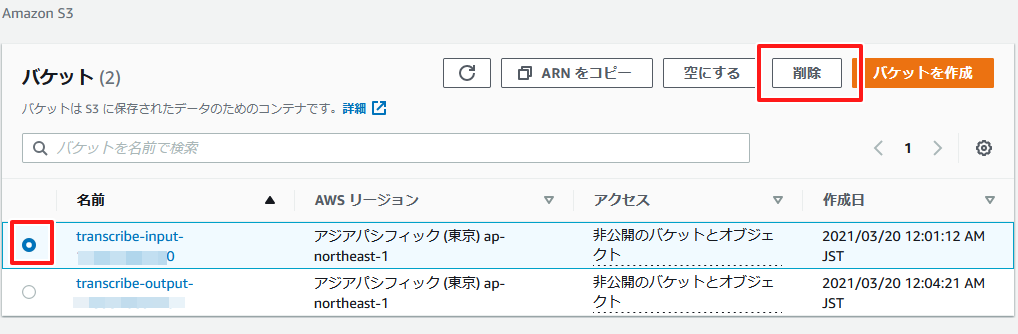 Amazon S3
バケット (2)
ARN をコピー
空にする
削除
バケットを作成
バケットは S3 に保存されたデータのためのコンテナです。詳細
バケットを名前で検索
1
名前 AWS リージョン アクセス 作成日
transcribe-input- アジアパシフィック (東京) ap- 非公開のバケットとオブジェ 2021/03/20 12:01:12 AM
0 northeast-1 クト JST
transcribe-output- アジアパシフィック (東京) ap- 非公開のバケットとオブジェ 2021/03/20 12:04:21 AM
northeast-1 クト JST